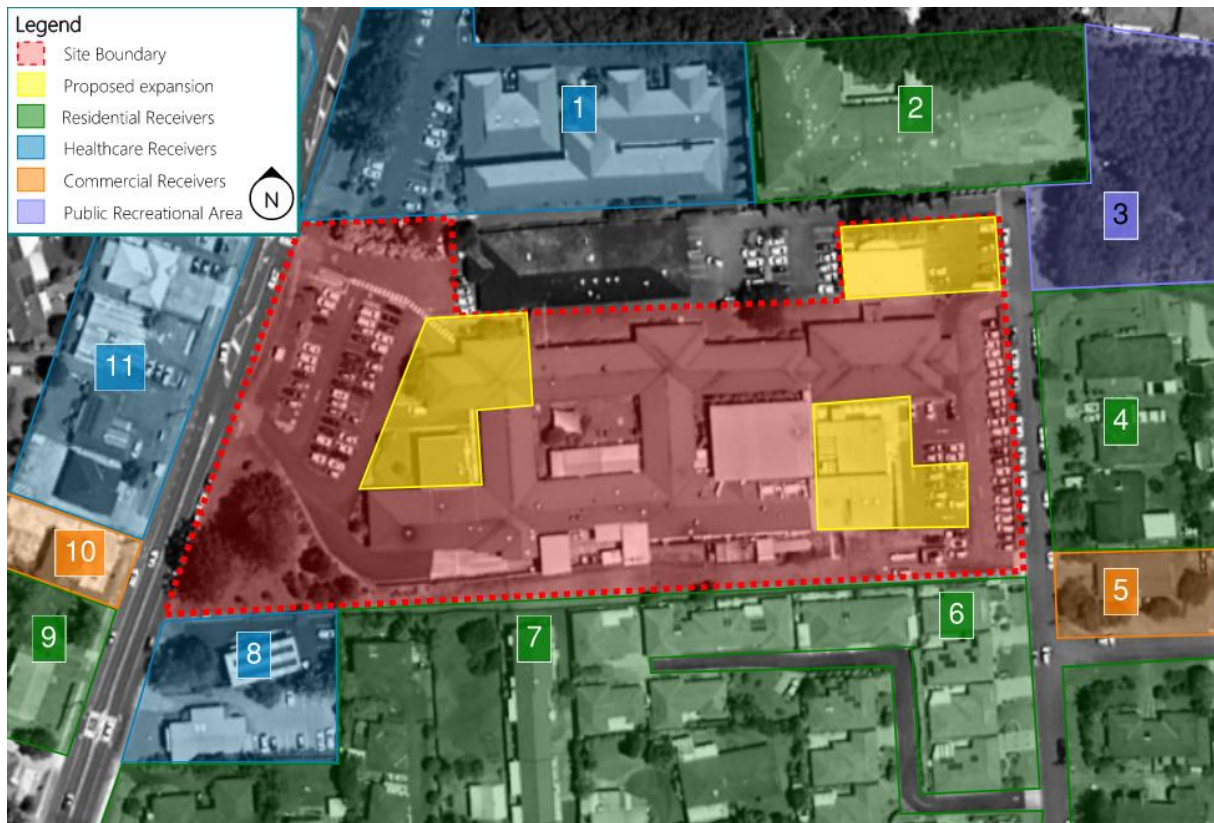 Legend
Site Boundary
Proposed expansion
Residential Receivers
Healthcare Receivers
Commercial Receivers
Public Recreational Area
N
1
2
3
11
4
10
5
6
9
7
8